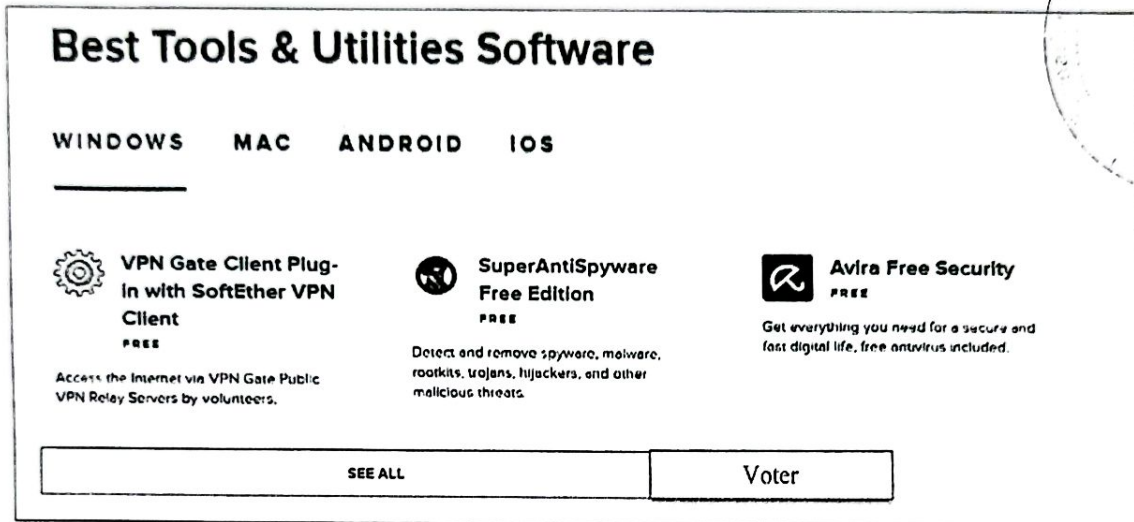 Best Tools & Utilities Software
WINDOWS MAC ANDROID IOS
VPN Gate Client Plug-
in with SoftEther VPN
Client
FREE
Access the Internet via VPN Gate Public
VPN Relay Servers by volunteers.
SuperAntiSpyware
Free Edition
FREE
Detect and remove spyware, malware,
rootkits, trojans, hijackers, and other
malicious threats.
Avira Free Security
FREE
Get everything you need for a secure and
fast digital life, free antivirus included.
SEE ALL
Voter